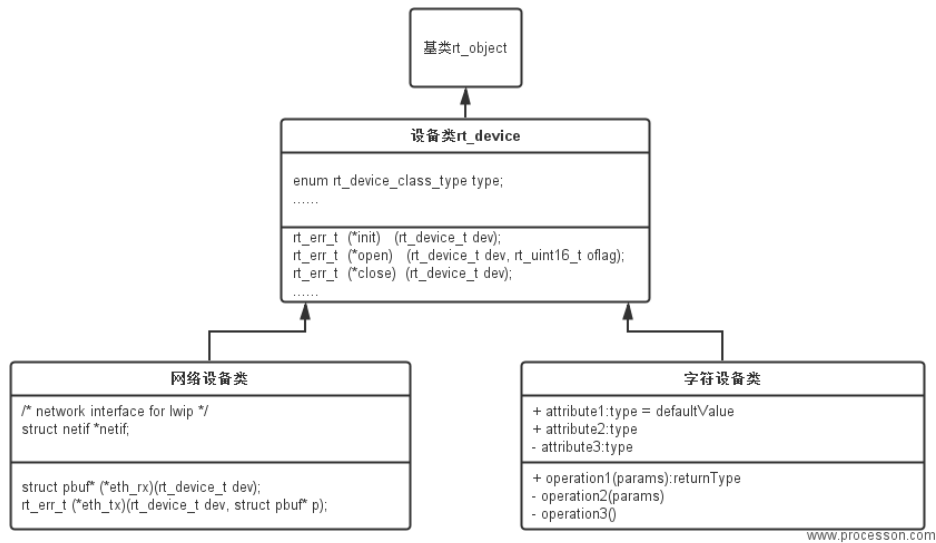 基类rt_object
设备类rt_device
enum rt_device_class_type type;
……
rt_err_t (*init) (rt_device_t dev);
rt_err_t (*open) (rt_device_t dev, rt_uint16_t oflag);
rt_err_t (*close) (rt_device_t dev);
……
网络设备类
/* network interface for lwip */
struct netif *netif;
struct pbuf* (*eth_rx)(rt_device_t dev);
rt_err_t (*eth_tx)(rt_device_t dev, struct pbuf* p);
字符设备类
+ attribute1:type = defaultValue
+ attribute2:type
- attribute3:type
+ operation1(params):returnType
- operation2(params)
- operation3()
www.processon.com